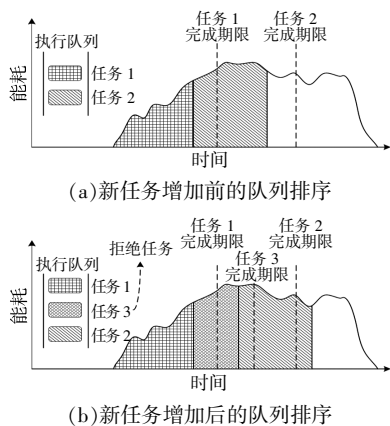 任务 1
完成期限
任务 2
完成期限
执行队列
任务 1
任务 2
能耗
时间
(a)新任务增加前的队列排序
任务 1
完成期限
任务 2
完成期限
任务 3
完成期限
拒绝任务
执行队列
任务 1
任务 3
任务 2
能耗
时间
(b)新任务增加后的队列排序